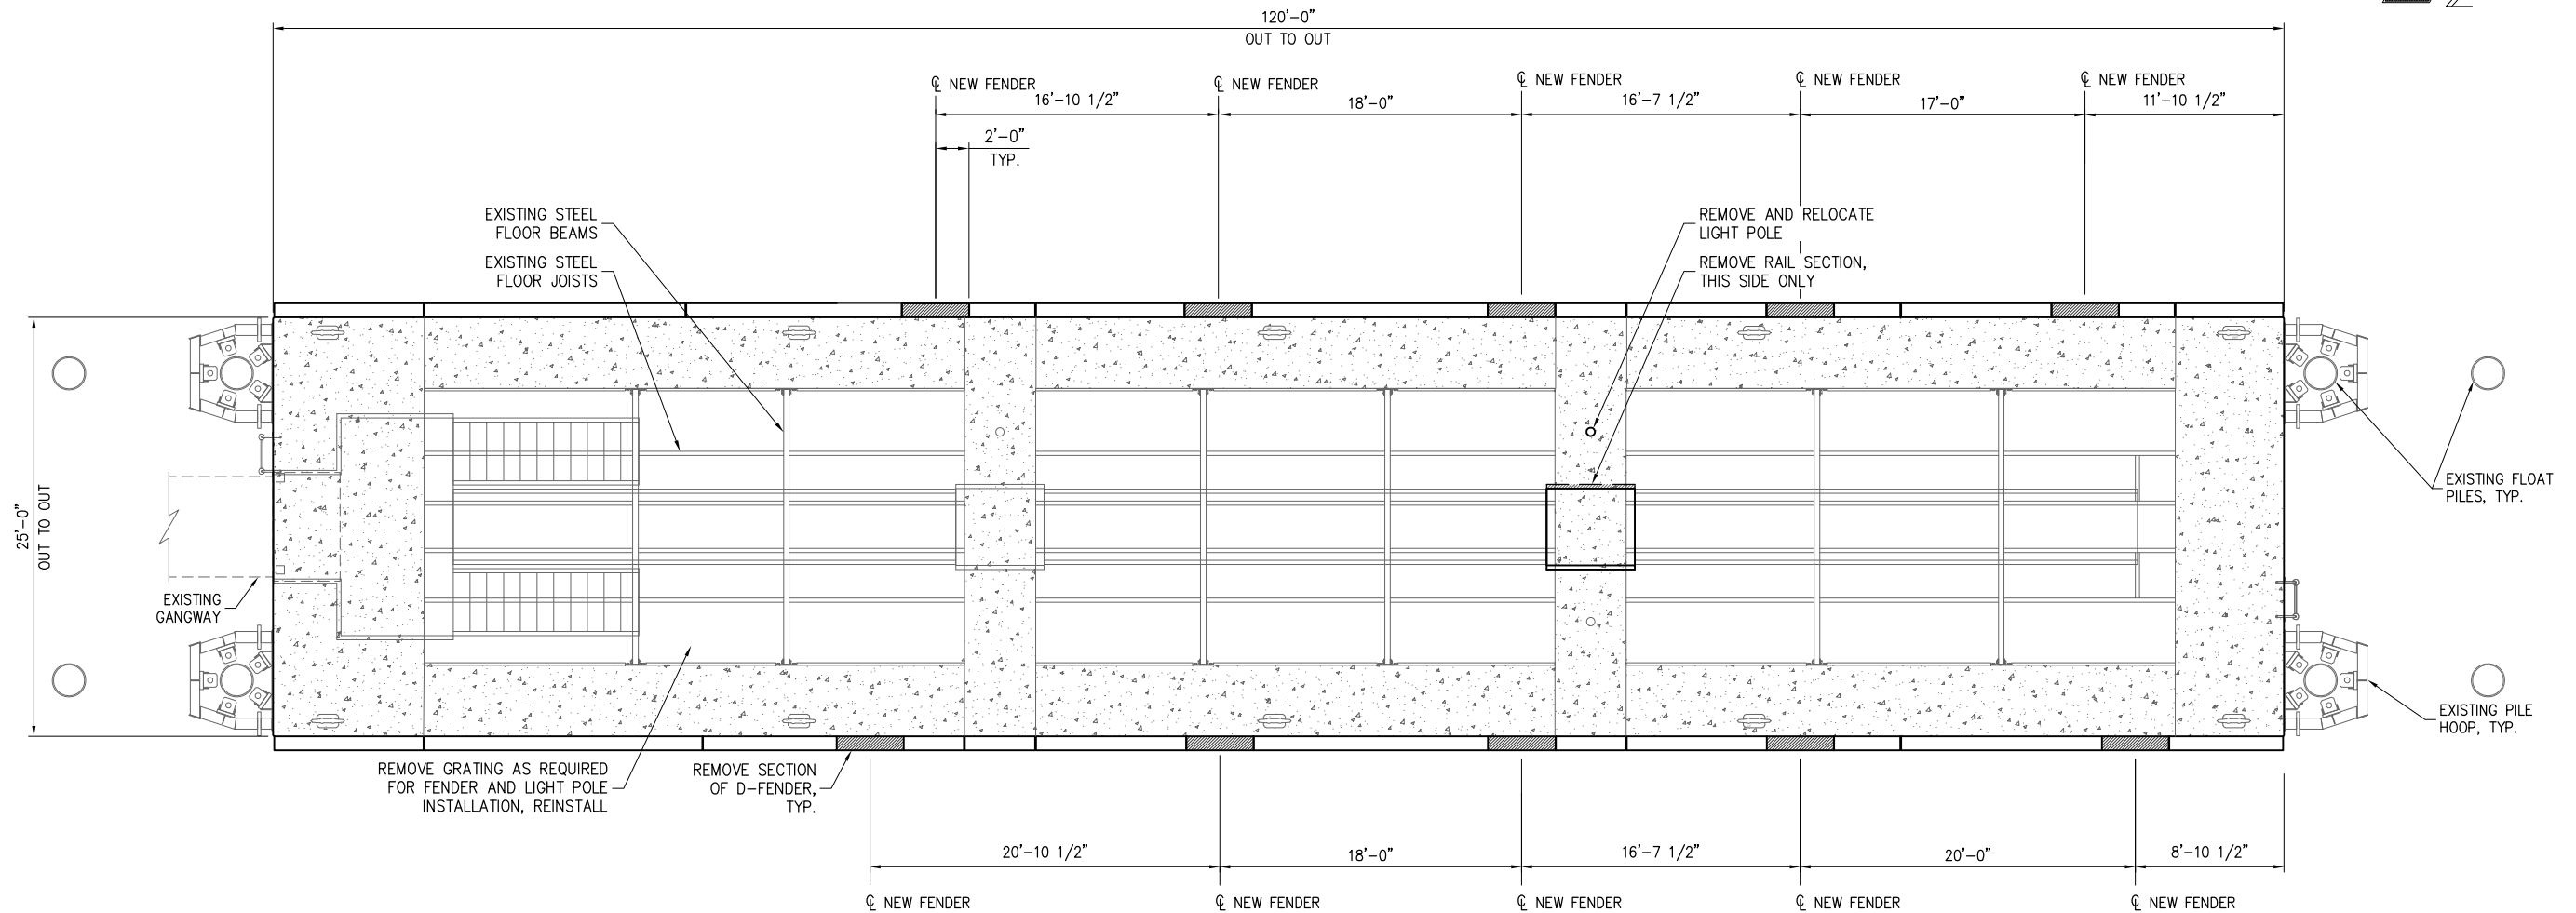 120'-0"
OUT TO OUT
℄ NEW FENDER
℄ NEW FENDER
℄ NEW FENDER
℄ NEW FENDER
℄ NEW FENDER
16'-10 1/2"
18'-0"
16'-7 1/2"
17'-0"
11'-10 1/2"
2'-0"
TYP.
EXISTING STEEL
FLOOR BEAMS
EXISTING STEEL
FLOOR JOISTS
REMOVE AND RELOCATE
LIGHT POLE
REMOVE RAIL SECTION,
THIS SIDE ONLY
25'-0"
OUT TO OUT
EXISTING
GANGWAY
EXISTING FLOAT
PILES, TYP.
EXISTING PILE
HOOP, TYP.
REMOVE GRATING AS REQUIRED
FOR FENDER AND LIGHT POLE
INSTALLATION, REINSTALL
REMOVE SECTION
OF D-FENDER,
TYP.
20'-10 1/2"
18'-0"
16'-7 1/2"
20'-0"
8'-10 1/2"
℄ NEW FENDER
℄ NEW FENDER
℄ NEW FENDER
℄ NEW FENDER
℄ NEW FENDER